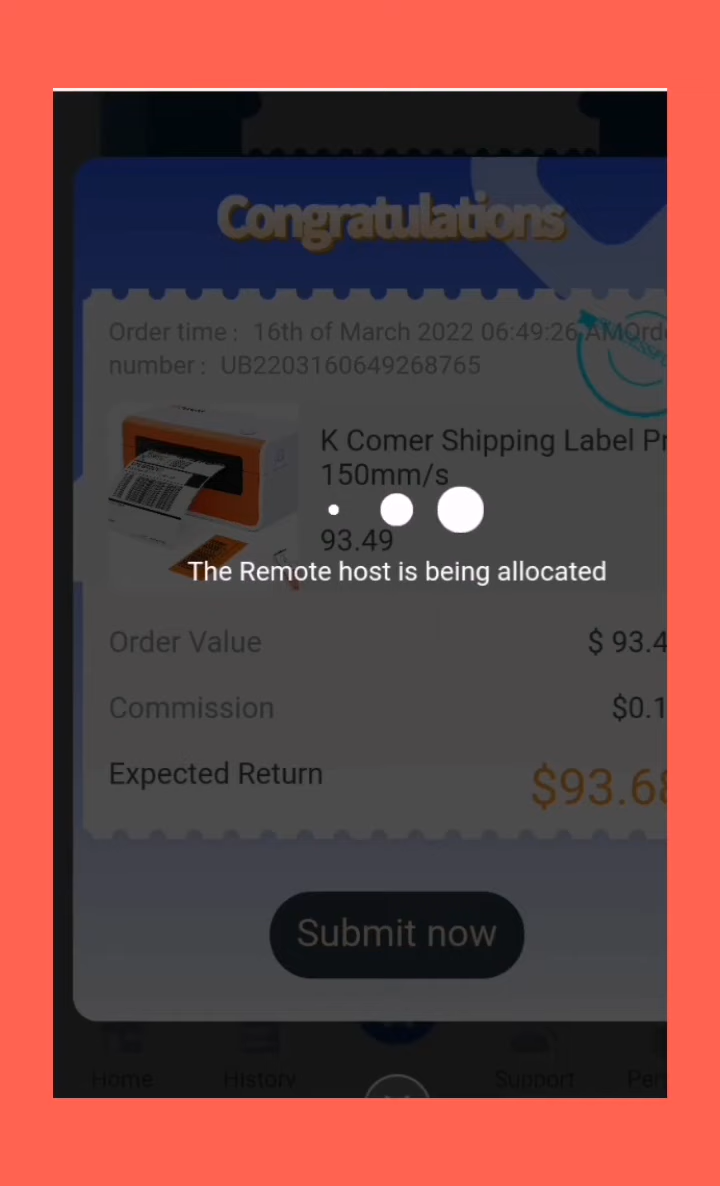 Congratulations
Order time : 16th of March 2022 06:49:26 AMOrd
number : UB2203160649268765
K Comer Shipping Label Pr
150mm/s
93.49
The Remote host is being allocated
Order Value $ 93.4
Commission $0.1
Expected Return $93.68
Submit now
Home History Support Per